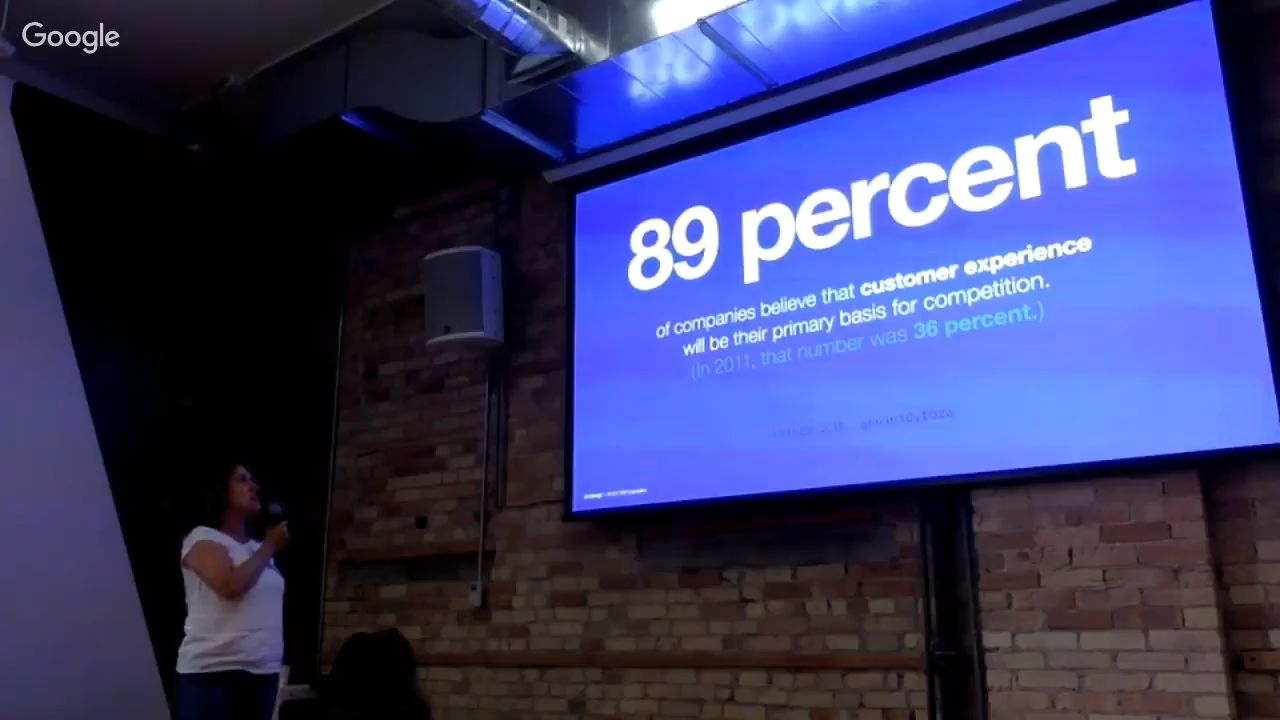 Google
89 percent
of companies believe that customer experience
will be their primary basis for competition.
(In 2011, that number was 36 percent.)